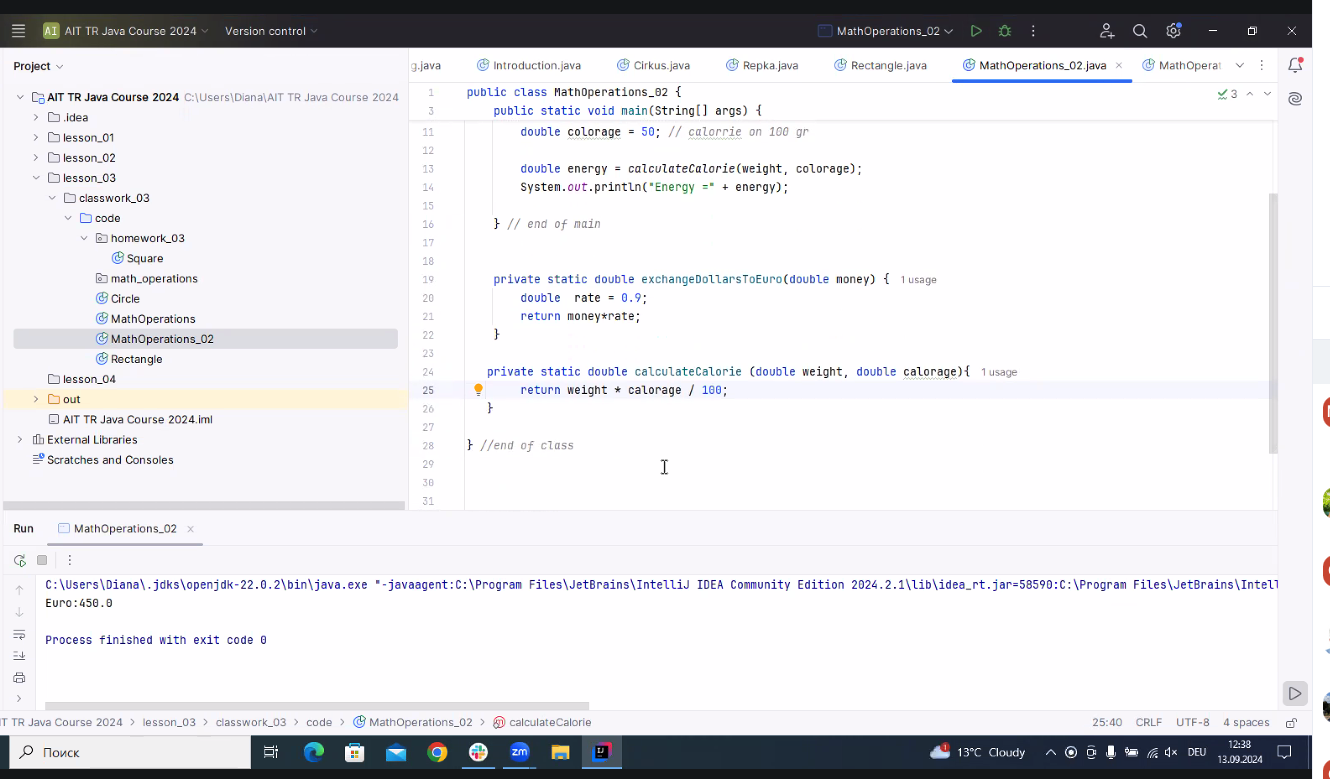 AI AIT TR Java Course 2024 Version control MathOperations_02
Project
AIT TR Java Course 2024 C:\Users\Diana\AIT TR Java Course 2024
.idea
lesson_01
lesson_02
lesson_03
classwork_03
code
homework_03
Square
math_operations
Circle
MathOperations
MathOperations_02
Rectangle
lesson_04
out
AIT TR Java Course 2024.iml
External Libraries
Scratches and Consoles
g.java Introduction.java Cirkus.java Repka.java Rectangle.java MathOperations_02.java MathOperat
1 public class MathOperations_02 { 3
3 public static void main(String[] args) {
11 double colorage = 50; // calorrie on 100 gr
12
13 double energy = calculateCalorie(weight, colorage);
14 System.out.println("Energy =" + energy);
15
16 } // end of main
17
18
19 private static double exchangeDollarsToEuro(double money) { 1 usage
20 double rate = 0.9;
21 return money*rate;
22 }
23
24 private static double calculateCalorie (double weight, double calorage){ 1 usage
25 return weight * calorage / 100;
26 }
27
28 } //end of class
29
30
31
Run MathOperations_02
C:\Users\Diana\.jdks\openjdk-22.0.2\bin\java.exe "-javaagent:C:\Program Files\JetBrains\IntelliJ IDEA Community Edition 2024.2.1\lib\idea_rt.jar=58590:C:\Program Files\JetBrains\Intell
Euro:450.0
Process finished with exit code 0
T TR Java Course 2024 > lesson_03 > classwork_03 > code > MathOperations_02 > calculateCalorie 25:40 CRLF UTF-8 4 spaces
Поиск zm 1 13°C Cloudy DEU 12:38
13.09.2024